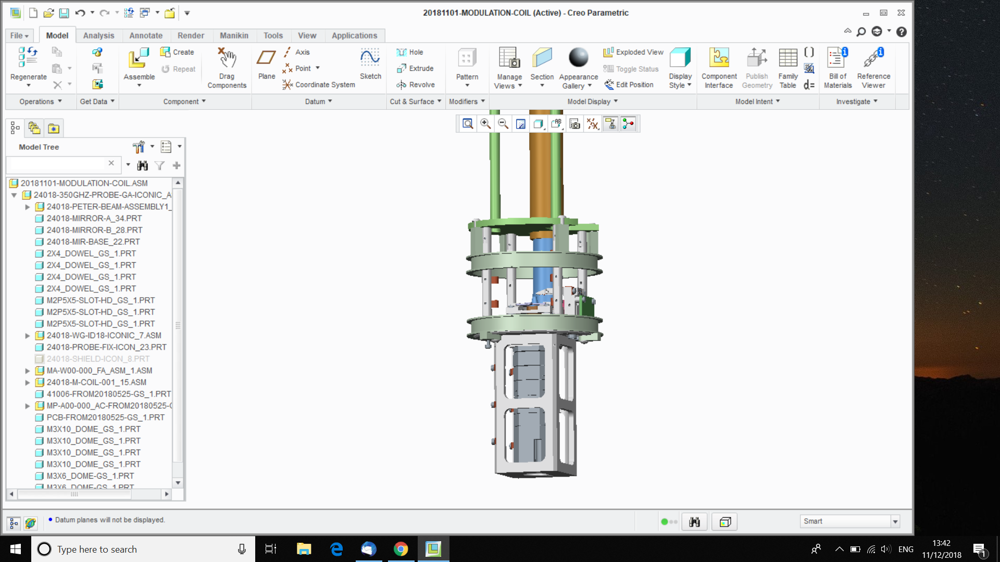 20181101-MODULATION-COIL (Active) - Creo Parametric
File Model Analysis Annotate Render Manikin Tools View Applications
Regenerate
Assemble
Create
Repeat
Drag
Components
Plane
Axis
Point
Coordinate System
Sketch
Hole
Extrude
Revolve
Pattern
Manage
Views
Section
Appearance
Gallery
Exploded View
Toggle Status
Edit Position
Display
Style
Component
Interface
Publish
Geometry
Family
Table
d=
Bill of
Materials
Reference
Viewer
Operations Get Data Component Datum Cut & Surface Modifiers Model Display Model Intent Investigate
Model Tree
20181101-MODULATION-COIL.ASM
24018-350GHZ-PROBE-GA-ICONIC_A
24018-PETER-BEAM-ASSEMBLY1_
24018-MIRROR-A_34.PRT
24018-MIRROR-B_28.PRT
24018-MIR-BASE_22.PRT
2X4_DOWEL_GS_1.PRT
2X4_DOWEL_GS_1.PRT
2X4_DOWEL_GS_1.PRT
2X4_DOWEL_GS_1.PRT
M2P5X5-SLOT-HD_GS_1.PRT
M2P5X5-SLOT-HD_GS_1.PRT
M2P5X5-SLOT-HD_GS_1.PRT
24018-WG-ID18-ICONIC_7.ASM
24018-PROBE-FIX-ICON_23.PRT
24018-SHIELD-ICON_8.PRT
MA-W00-000_FA_ASM_1.ASM
24018-M-COIL-001_15.ASM
41006-FROM20180525-GS_1.PRT
MP-A00-000_AC-FROM20180525-G
PCB-FROM20180525-GS_1.PRT
M3X10_DOME_GS_1.PRT
M3X10_DOME_GS_1.PRT
M3X10_DOME_GS_1.PRT
M3X10_DOME_GS_1.PRT
M3X6_DOME-GS_1.PRT
M3X6_DOME-GS_1.PRT
Datum planes will not be displayed.
Smart
Type here to search
ENG
13:42
11/12/2018
1